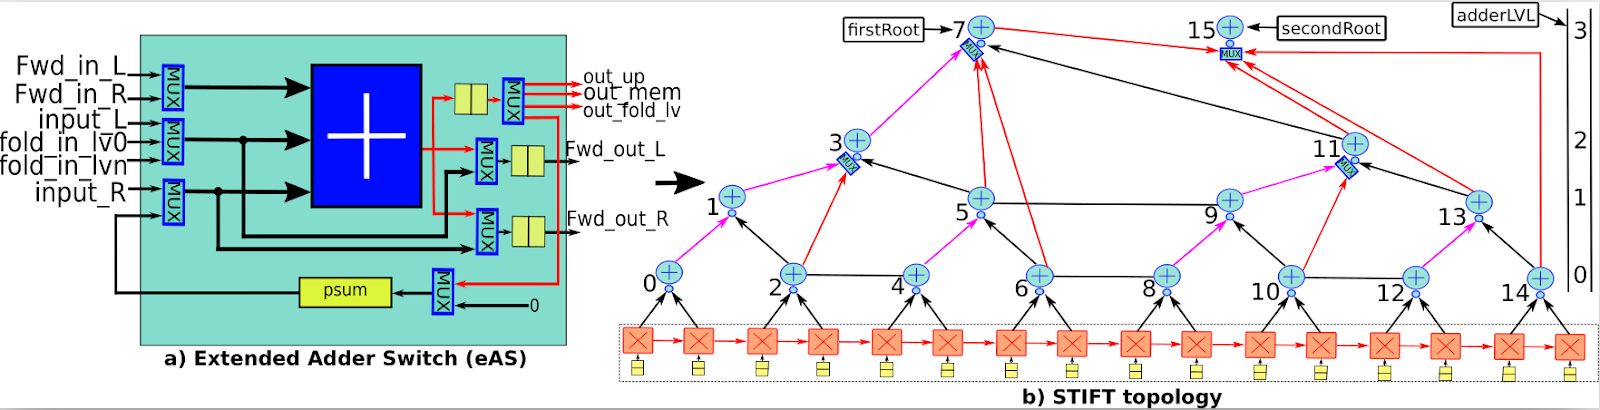 Fwd_in_L
Fwd_in_R
input_L
fold_in_lv0
fold_in_lvn
input_R
MUX
MUX
MUX
MUX
MUX
MUX
MUX
psum
0
out_up
out_mem
out_fold_lv
Fwd_out_L
Fwd_out_R
a) Extended Adder Switch (eAS)
firstRoot
7
MUX
15
MUX
secondRoot
adderLVL
3
3
MUX
11
MUX
2
1
5
9
13
1
0
2
4
6
8
10
12
14
0
b) STIFT topology